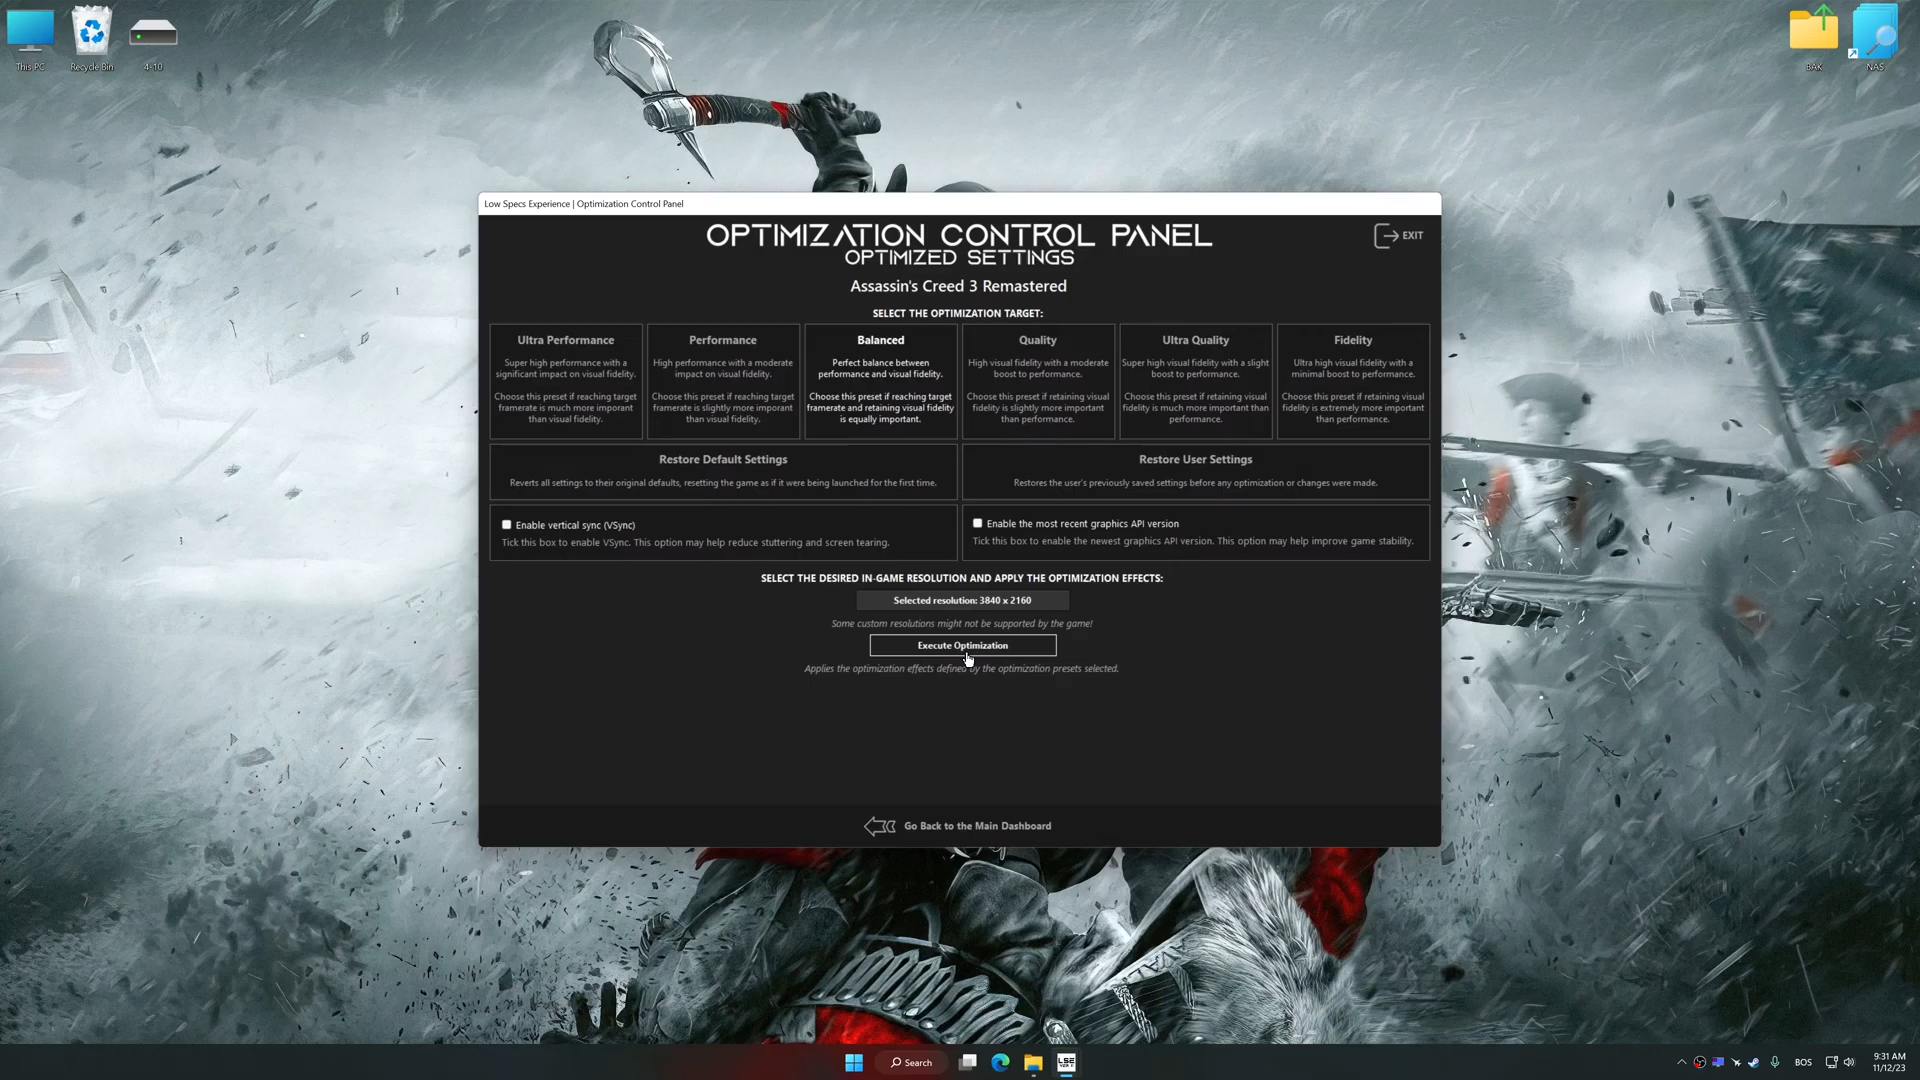 This PC
Recycle Bin
4-10
BAK
NAS
Low Specs Experience | Optimization Control Panel
OPTIMIZATION CONTROL PANEL
EXIT
OPTIMIZED SETTINGS
Assassin's Creed 3 Remastered
SELECT THE OPTIMIZATION TARGET:
Ultra Performance
Super high performance with a
significant impact on visual fidelity.
Choose this preset if reaching target
framerate is much more imporant
than visual fidelity.
Performance
High performance with a moderate
impact on visual fidelity.
Choose this preset if reaching target
framerate is slightly more imporant
than visual fidelity.
Balanced
Perfect balance between
performance and visual fidelity.
Choose this preset if reaching target
framerate and retaining visual fidelity
is equally important.
Quality
High visual fidelity with a moderate
boost to performance.
Choose this preset if retaining visual
fidelity is slightly more important
than performance.
Ultra Quality
Super high visual fidelity with a slight
boost to performance.
Choose this preset if retaining visual
fidelity is much more important than
performance.
Fidelity
Ultra high visual fidelity with a
minimal boost to performance.
Choose this preset if retaining visual
fidelity is extremely more important
than performance.
Restore Default Settings
Reverts all settings to their original defaults, resetting the game as if it were being launched for the first time.
Restore User Settings
Restores the user's previously saved settings before any optimization or changes were made.
Enable vertical sync (VSync)
Tick this box to enable VSync. This option may help reduce stuttering and screen tearing.
Enable the most recent graphics API version
Tick this box to enable the newest graphics API version. This option may help improve game stability.
SELECT THE DESIRED IN-GAME RESOLUTION AND APPLY THE OPTIMIZATION EFFECTS:
Selected resolution: 3840 x 2160
Some custom resolutions might not be supported by the game!
Execute Optimization
Applies the optimization effects defined by the optimization presets selected.
Go Back to the Main Dashboard
Search
LSE
BOS
9:31 AM
11/12/23